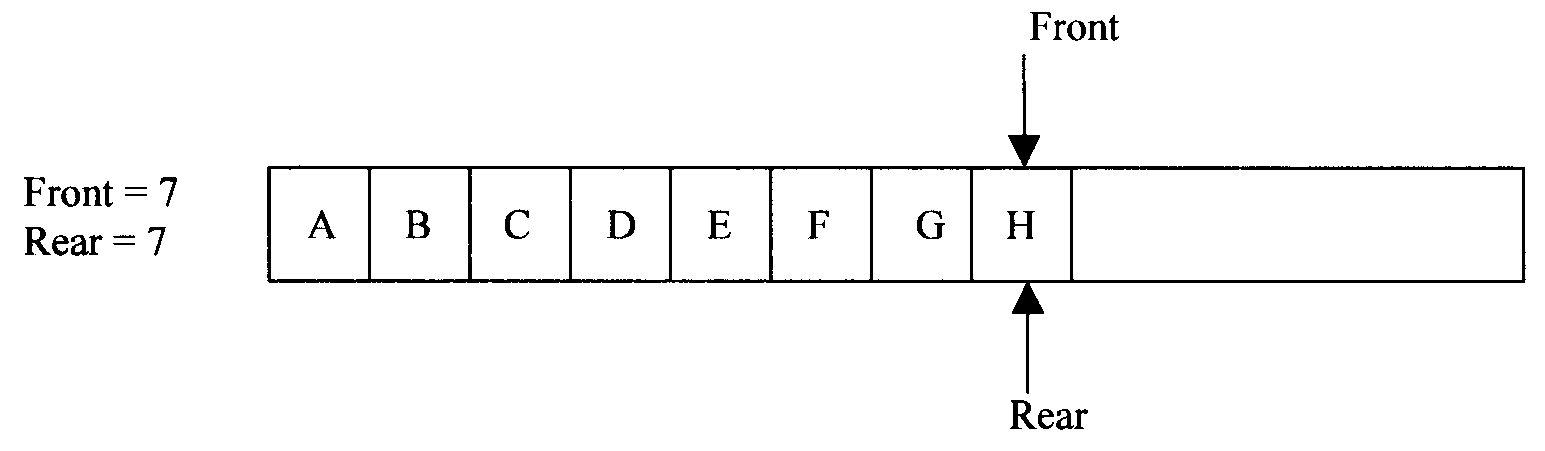 Front
Front = 7
Rear = 7
A B C D E F G H
Rear